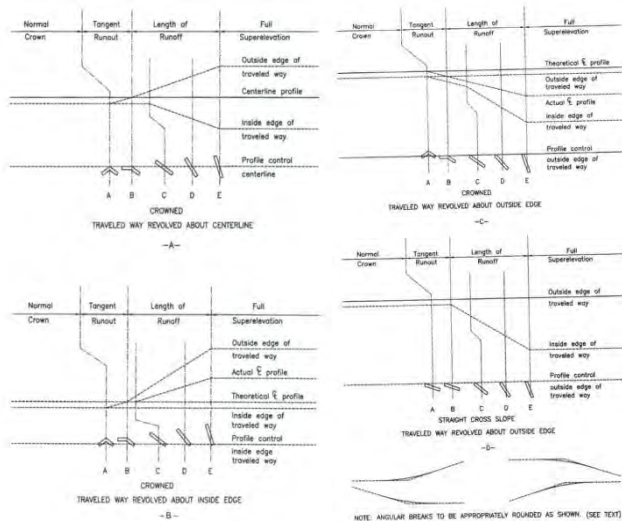 Normal Tangent Length of Full
Crown Runout Runoff Superelevation
Outside edge of
traveled way
Centerline profile
Inside edge of
traveled way
Profile control
centerline
A B C D E
CROWNED
TRAVELED WAY REVOLVED ABOUT CENTERLINE
-A-
Normal Tangent Length of Full
Crown Runout Runoff Superelevation
Outside edge of
traveled way
Actual ℄ profile
Theoretical ℄ profile
Inside edge of
traveled way
Profile control
Inside edge
traveled way
A B C D E
CROWNED
TRAVELED WAY REVOLVED ABOUT INSIDE EDGE
-B-
Normal Tangent Length of Full
Crown Runout Runoff Superelevation
Theoretical ℄ profile
Outside edge of
traveled way
Actual ℄ profile
Inside edge of
traveled way
Profile control
outside edge of
traveled way
A B C D E
CROWNED
TRAVELED WAY REVOLVED ABOUT OUTSIDE EDGE
-C-
Normal Tangent Length of Full
Crown Runout Runoff Superelevation
Outside edge of
traveled way
Inside edge of
traveled way
Profile control
outside edge of
traveled way
A B C D E
STRAIGHT CROSS SLOPE
TRAVELED WAY REVOLVED ABOUT OUTSIDE EDGE
-D-
NOTE: ANGULAR BREAKS TO BE APPROPRIATELY ROUNDED AS SHOWN. (SEE TEXT)